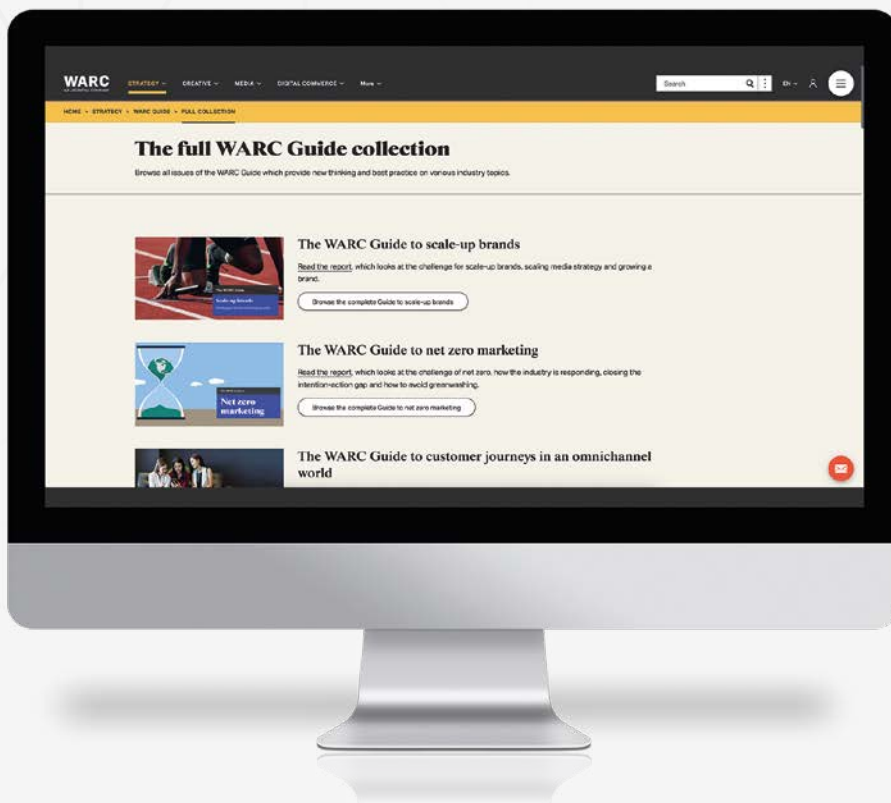 WARC
STRATEGY CREATIVE MEDIA DIGITAL COMMERCE More
Search
EN
HOME STRATEGY WARC GUIDE FULL COLLECTION
The full WARC Guide collection
Browse all issues of the WARC Guide which provide new thinking and best practice on various industry topics.
The WARC Guide to scale-up brands
Read the report, which looks at the challenge for scale-up brands, scaling media strategy and growing a
brand.
Browse the complete Guide to scale-up brands
Scale-up brands
The WARC Guide to net zero marketing
Read the report, which looks at the challenge of net zero, how the industry is responding, closing the
intention-action gap and how to avoid greenwashing.
Browse the complete Guide to net zero marketing
Net zero
marketing
The WARC Guide to customer journeys in an omnichannel
world